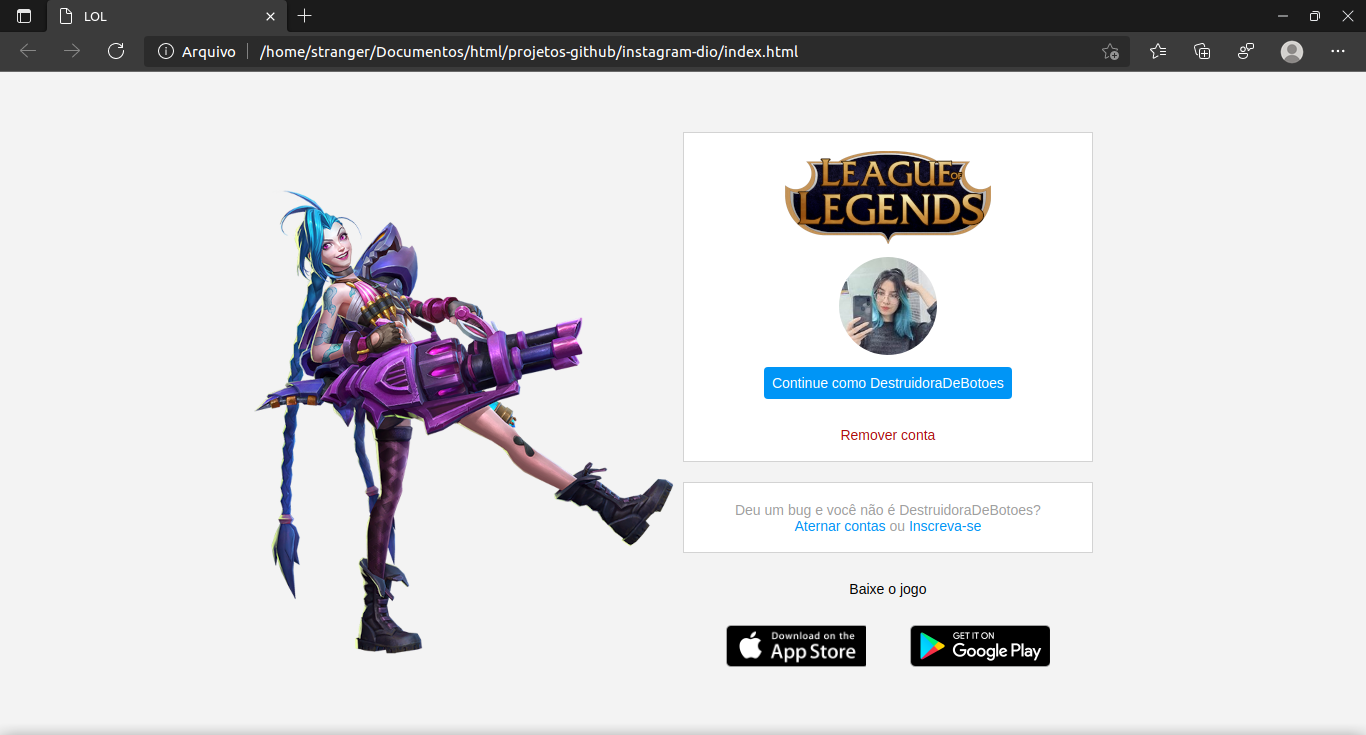 LOL
Arquivo /home/stranger/Documentos/html/projetos-github/instagram-dio/index.html
LEAGUE OF
LEGENDS
Continue como DestruidoraDeBotoes
Remover conta
Deu um bug e você não é DestruidoraDeBotoes?
Aternar contas ou Inscreva-se
Baixe o jogo
Download on the
App Store
GET IT ON
Google Play